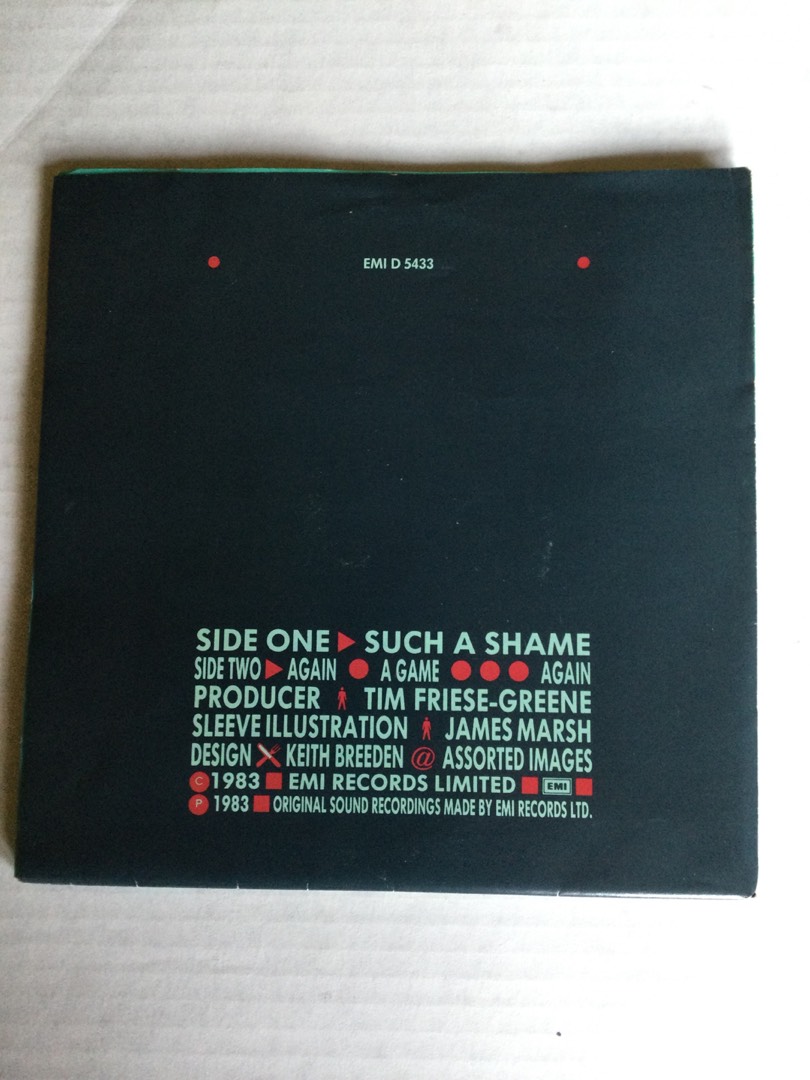 EMI D 5433
SIDE ONE ▶ SUCH A SHAME
SIDE TWO ▶ AGAIN ● A GAME ●●● AGAIN
PRODUCER TIM FRIESE-GREENE
SLEEVE ILLUSTRATION JAMES MARSH
DESIGN KEITH BREEDEN @ ASSORTED IMAGES
© 1983 ■ EMI RECORDS LIMITED ■ EMI ■
℗ 1983 ■ ORIGINAL SOUND RECORDINGS MADE BY EMI RECORDS LTD.